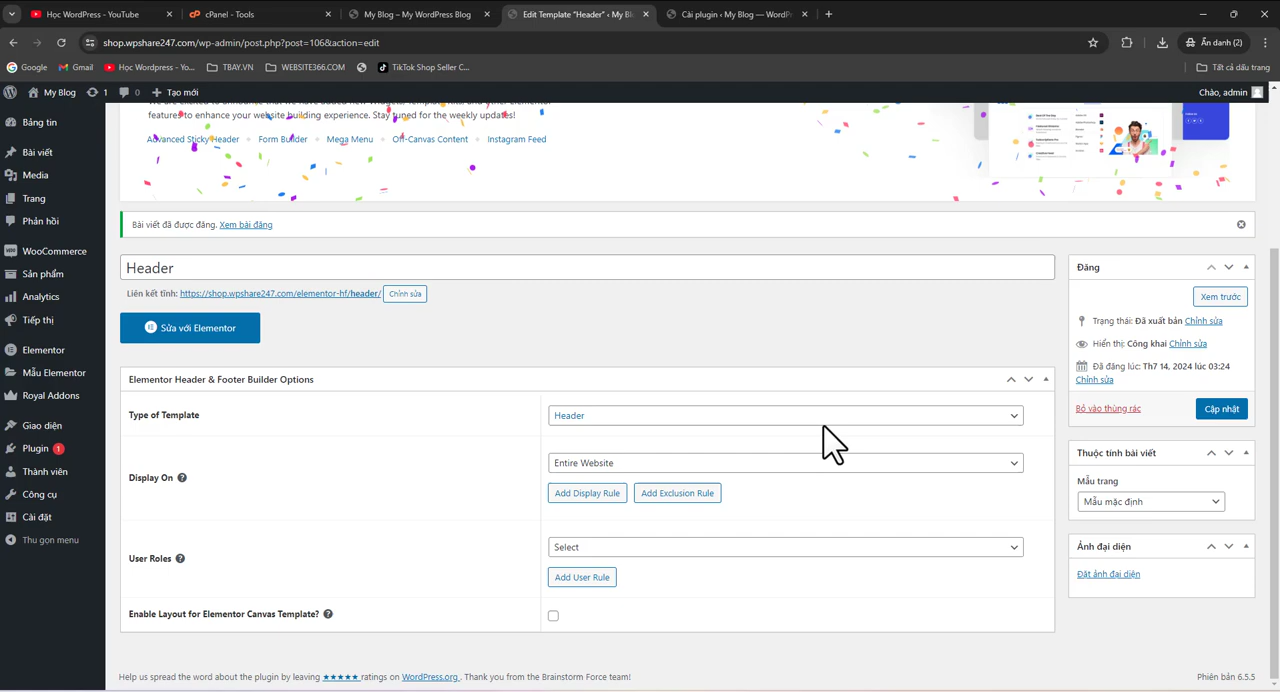 Học WordPress - YouTube
cPanel - Tools
My Blog – My WordPress Blog
Edit Template "Header" ‹ My Bl
Cài plugin ‹ My Blog — WordP
shop.wpshare247.com/wp-admin/post.php?post=106&action=edit
Ẩn danh (2)
Google
Gmail
Học Wordpress - Yo...
TBAY.VN
WEBSITE366.COM
TikTok Shop Seller C...
Tất cả dấu trang
My Blog
1
0
Tạo mới
Chào, admin
features to enhance your website building experience. Stay tuned for the weekly updates!
Advanced Sticky Header
Form Builder
Off-Canvas Content
Instagram Feed
Bảng tin
Bài viết
Media
Trang
Phản hồi
WooCommerce
Sản phẩm
Analytics
Tiếp thị
Elementor
Mẫu Elementor
Royal Addons
Giao diện
Plugin 1
Thành viên
Công cụ
Cài đặt
Thu gọn menu
Bài viết đã được đăng. Xem bài đăng
Header
Liên kết tĩnh: https://shop.wpshare247.com/elementor-hf/header/ Chỉnh sửa
Sửa với Elementor
Elementor Header & Footer Builder Options
Type of Template
Header
Display On
Entire Website
Add Display Rule
Add Exclusion Rule
User Roles
Select
Add User Rule
Enable Layout for Elementor Canvas Template?
Đăng
Xem trước
Trạng thái: Đã xuất bản Chỉnh sửa
Hiển thị: Công khai Chỉnh sửa
Đã đăng lúc: Th7 14, 2024 lúc 03:24
Chỉnh sửa
Bỏ vào thùng rác
Cập nhật
Thuộc tính bài viết
Mẫu trang
Mẫu mặc định
Ảnh đại diện
Đặt ảnh đại diện
Help us spread the word about the plugin by leaving ★★★★★ ratings on WordPress.org . Thank you from the Brainstorm Force team!
Phiên bản 6.5.5